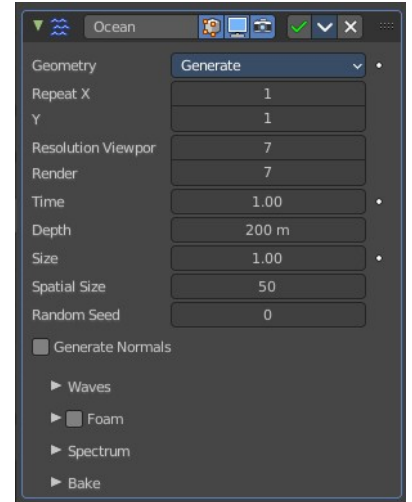 Ocean
Geometry Generate
Repeat X 1
Y 1
Resolution Viewpor 7
Render 7
Time 1.00
Depth 200 m
Size 1.00
Spatial Size 50
Random Seed 0
Generate Normals
Waves
Foam
Spectrum
Bake